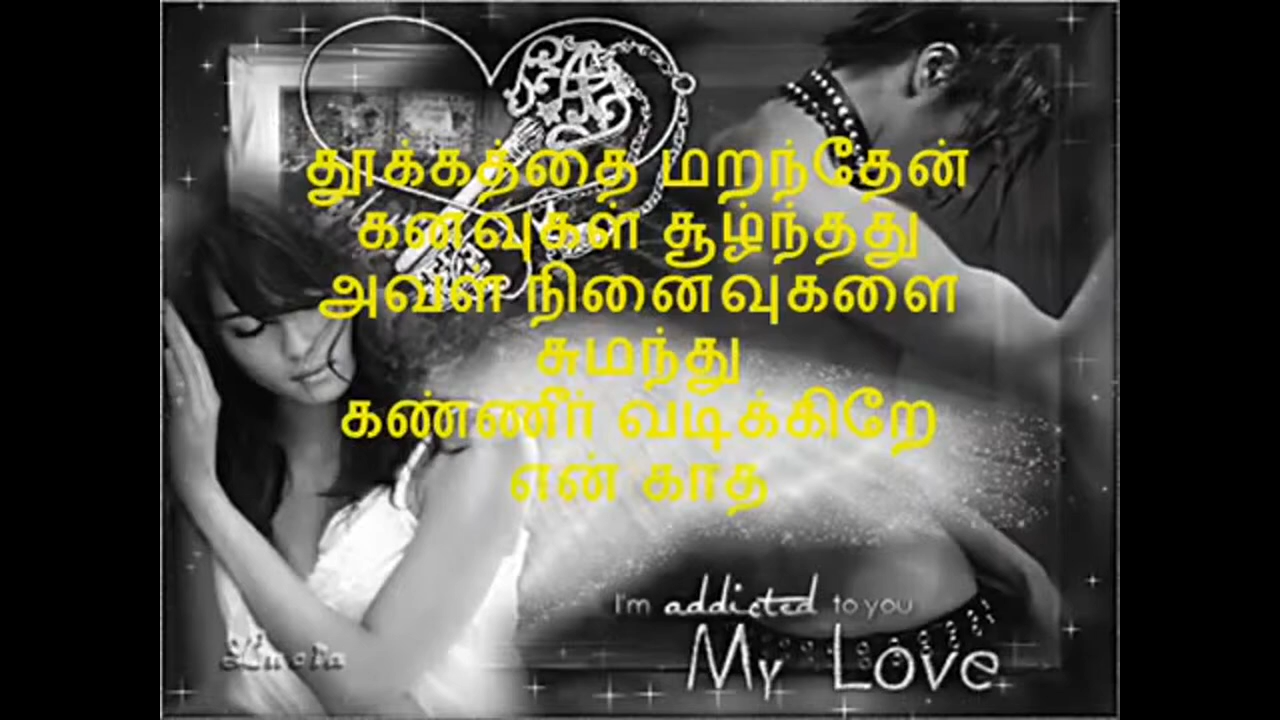 தூக்கத்தை மறந்தேன்
கனவுகள் சூழ்ந்தது
அவள நினைவுகளை
சுமந்து
கண்ணீர் வடிக்கிறே
என் காத
I'm addicted to you
My Love